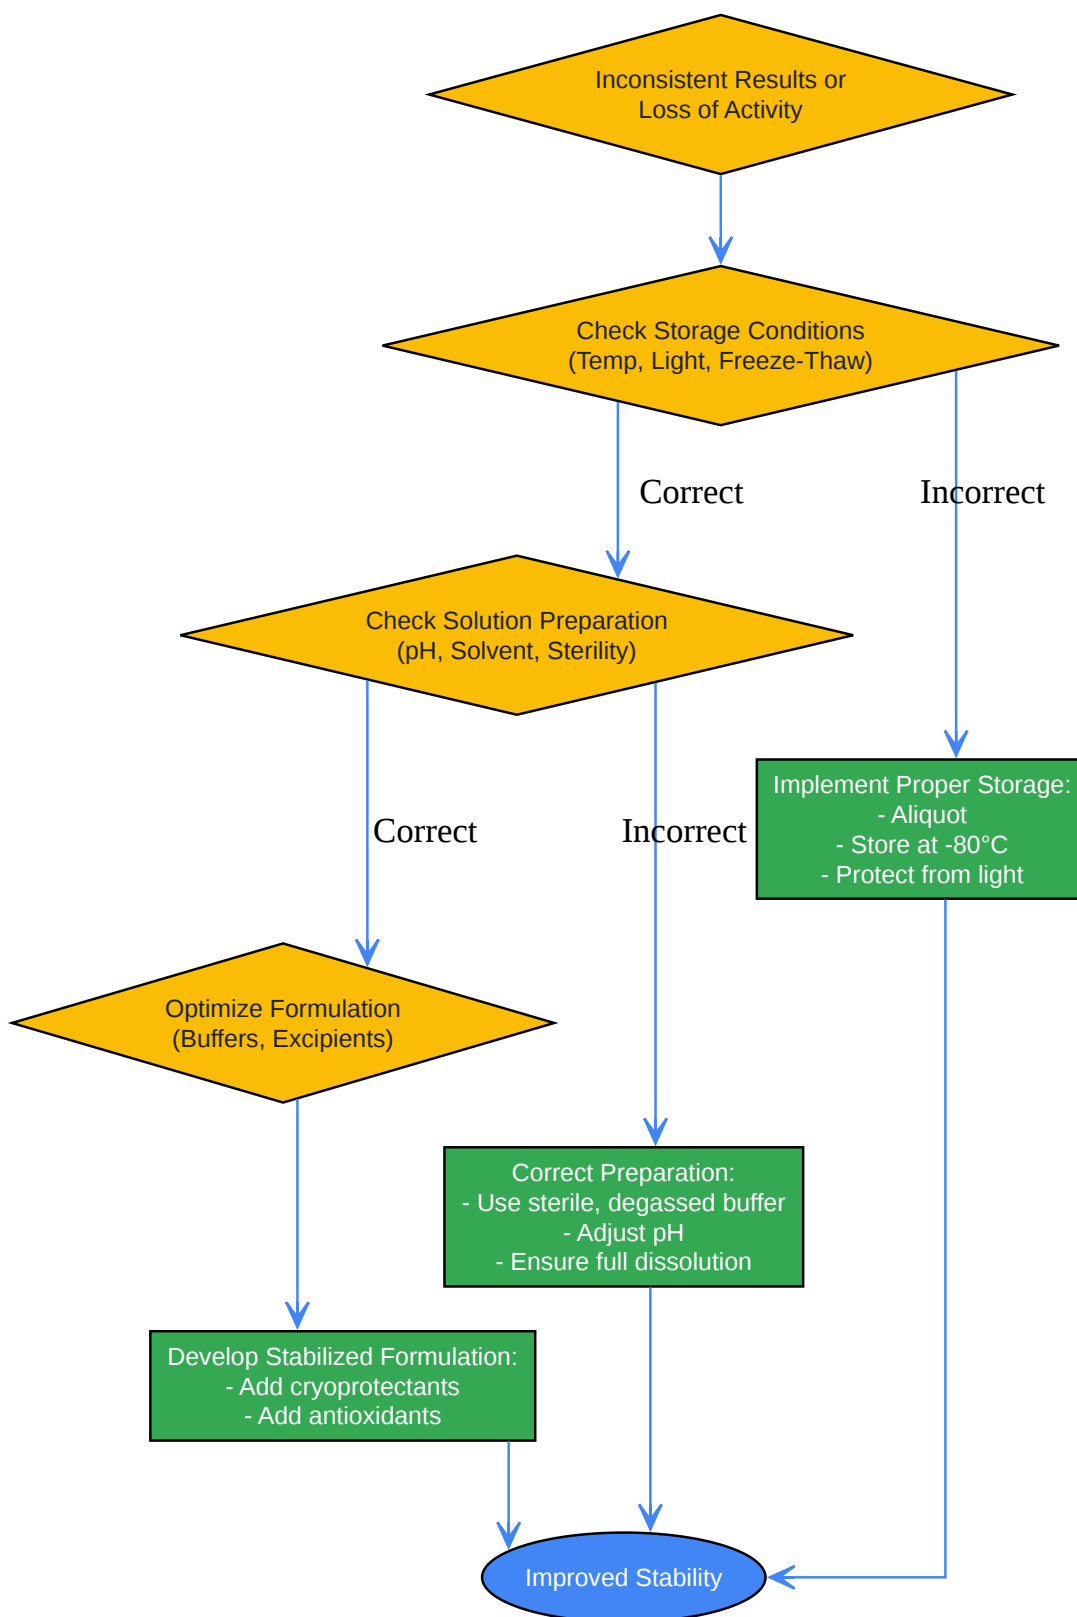 Inconsistent Results or
Loss of Activity
Check Storage Conditions
(Temp, Light, Freeze-Thaw)
Correct
Incorrect
Check Solution Preparation
(pH, Solvent, Sterility)
Implement Proper Storage:
- Aliquot
- Store at -80°C
- Protect from light
Correct
Incorrect
Optimize Formulation
(Buffers, Excipients)
Correct Preparation:
- Use sterile, degassed buffer
- Adjust pH
- Ensure full dissolution
Develop Stabilized Formulation:
- Add cryoprotectants
- Add antioxidants
Improved Stability